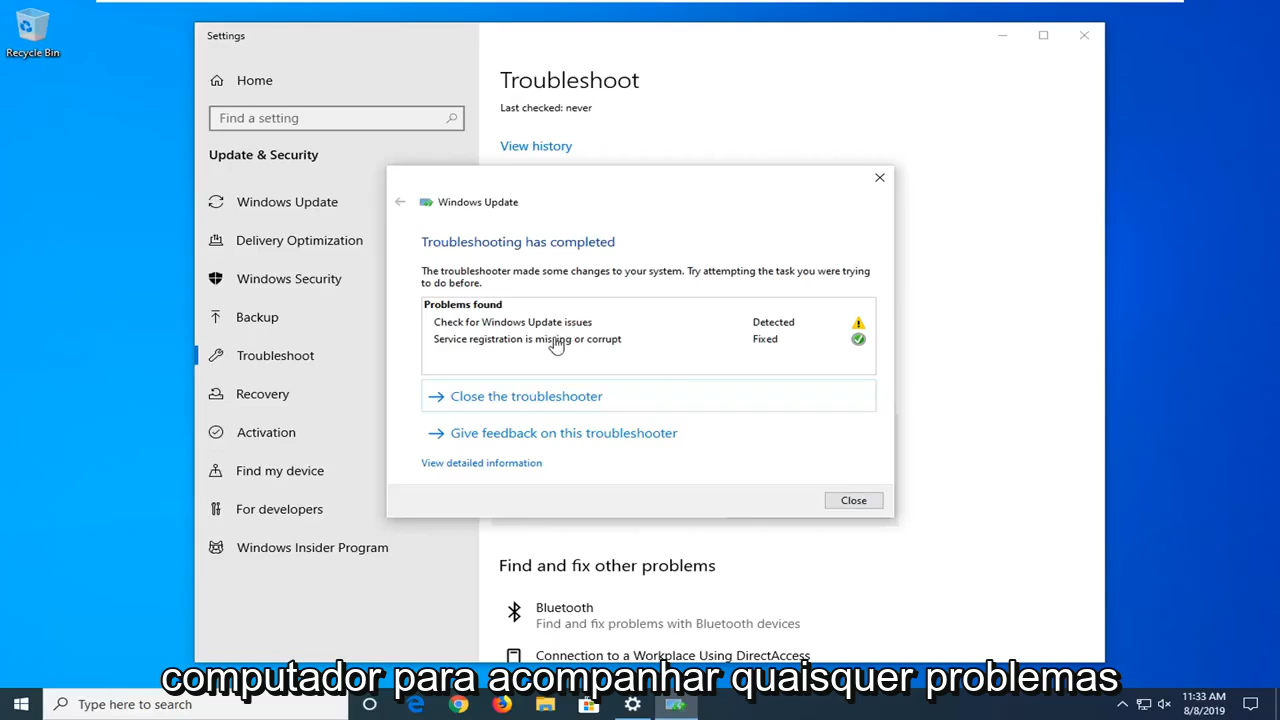 Recycle Bin
Settings
Home
Find a setting
Update & Security
Windows Update
Delivery Optimization
Windows Security
Backup
Troubleshoot
Recovery
Activation
Find my device
For developers
Windows Insider Program
Troubleshoot
Last checked: never
View history
Windows Update
Troubleshooting has completed
The troubleshooter made some changes to your system. Try attempting the task you were trying
to do before.
Problems found
Check for Windows Update issues Detected
Service registration is missing or corrupt Fixed
Close the troubleshooter
Give feedback on this troubleshooter
View detailed information
Close
Find and fix other problems
Bluetooth
Find and fix problems with Bluetooth devices
Connection to a Workplace Using DirectAccess
computador para acompanhar quaisquer problemas
Type here to search
11:33 AM
8/8/2019